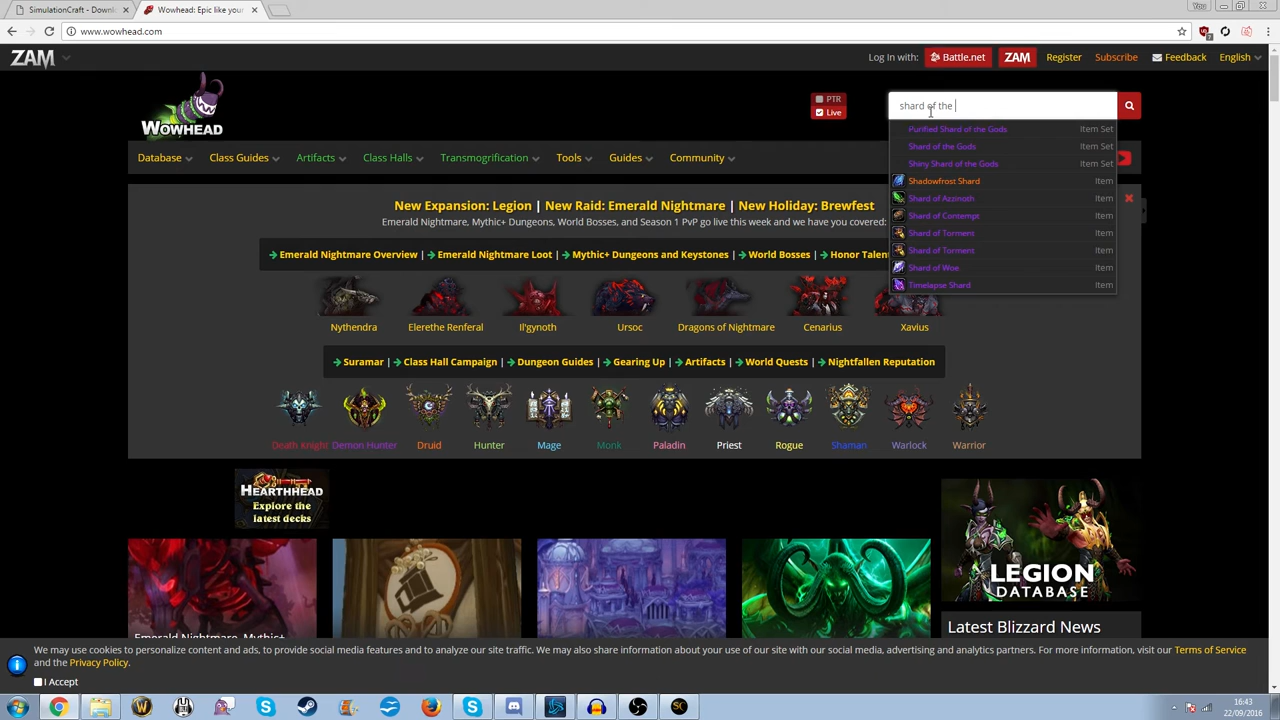 SimulationCraft - Downl
Wowhead: Epic like your
You
www.wowhead.com
ZAM
Log In with:
Battle.net
ZAM
Register
Subscribe
Feedback
English
WOWHEAD
PTR
Live
shard of the
Database
Class Guides
Artifacts
Class Halls
Transmogrification
Tools
Guides
Community
Purified Shard of the Gods Item Set
Shard of the Gods Item Set
Shiny Shard of the Gods Item Set
Shadowfrost Shard Item
Shard of Azzinoth Item
Shard of Contempt Item
Shard of Torment Item
Shard of Torment Item
Shard of Woe Item
Timelapse Shard Item
New Expansion: Legion | New Raid: Emerald Nightmare | New Holiday: Brewfest
Emerald Nightmare, Mythic+ Dungeons, World Bosses, and Season 1 PvP go live this week and we have you covered:
Emerald Nightmare Overview | Emerald Nightmare Loot | Mythic+ Dungeons and Keystones | World Bosses | Honor Talen
Nythendra
Elerethe Renferal
Il'gynoth
Ursoc
Dragons of Nightmare
Cenarius
Xavius
Suramar | Class Hall Campaign | Dungeon Guides | Gearing Up | Artifacts | World Quests | Nightfallen Reputation
Death Knight
Demon Hunter
Druid
Hunter
Mage
Monk
Paladin
Priest
Rogue
Shaman
Warlock
Warrior
HEARTHHEAD
Explore the
latest decks
LEGION
DATABASE
Emerald Nightmare, Mythic+
Latest Blizzard News
We may use cookies to personalize content and ads, to provide social media features and to analyze our site traffic. We may also share information about your use of our site with our social media, advertising and analytics partners. For more information, visit our Terms of Service
and the Privacy Policy.
I Accept
16:43
22/09/2016